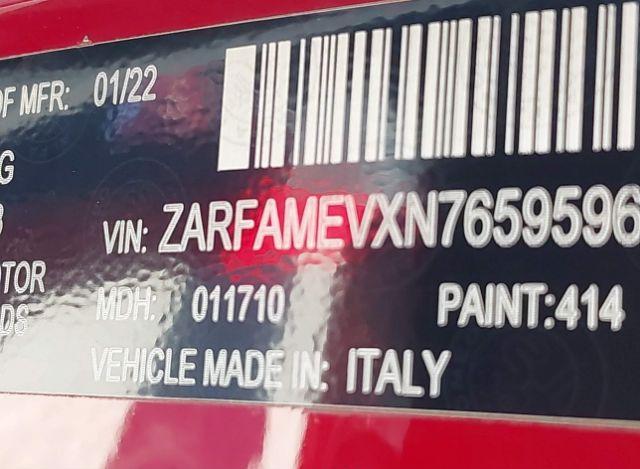 OF MFR: 01/22
G
VIN: ZARFAMEVXN7659596
OTOR
MDH: 011710 PAINT:414
DS
VEHICLE MADE IN: ITALY